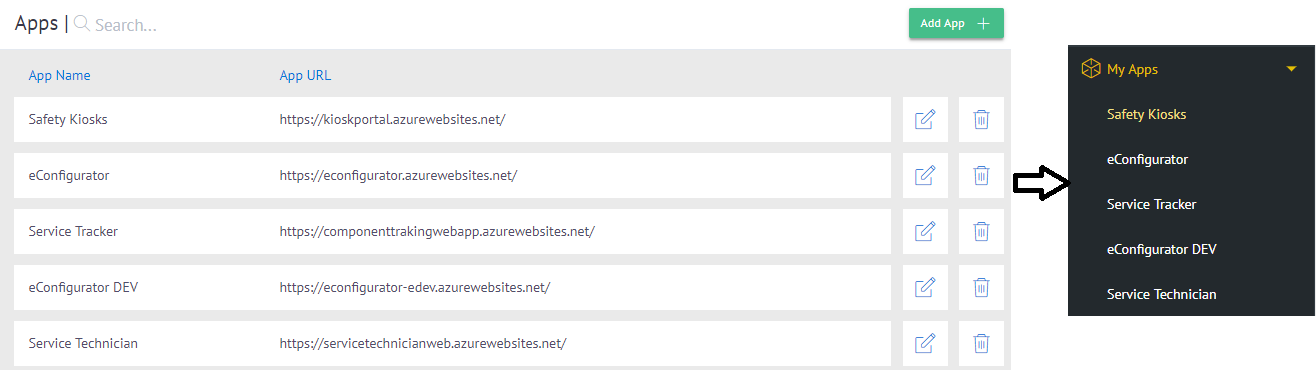 Apps | Search...
Add App +
App Name App URL
Safety Kiosks https://kioskportal.azurewebsites.net/
eConfigurator https://econfigurator.azurewebsites.net/
Service Tracker https://componenttrakingwebapp.azurewebsites.net/
eConfigurator DEV https://econfigurator-edev.azurewebsites.net/
Service Technician https://servicetechnicianweb.azurewebsites.net/
My Apps
Safety Kiosks
eConfigurator
Service Tracker
eConfigurator DEV
Service Technician